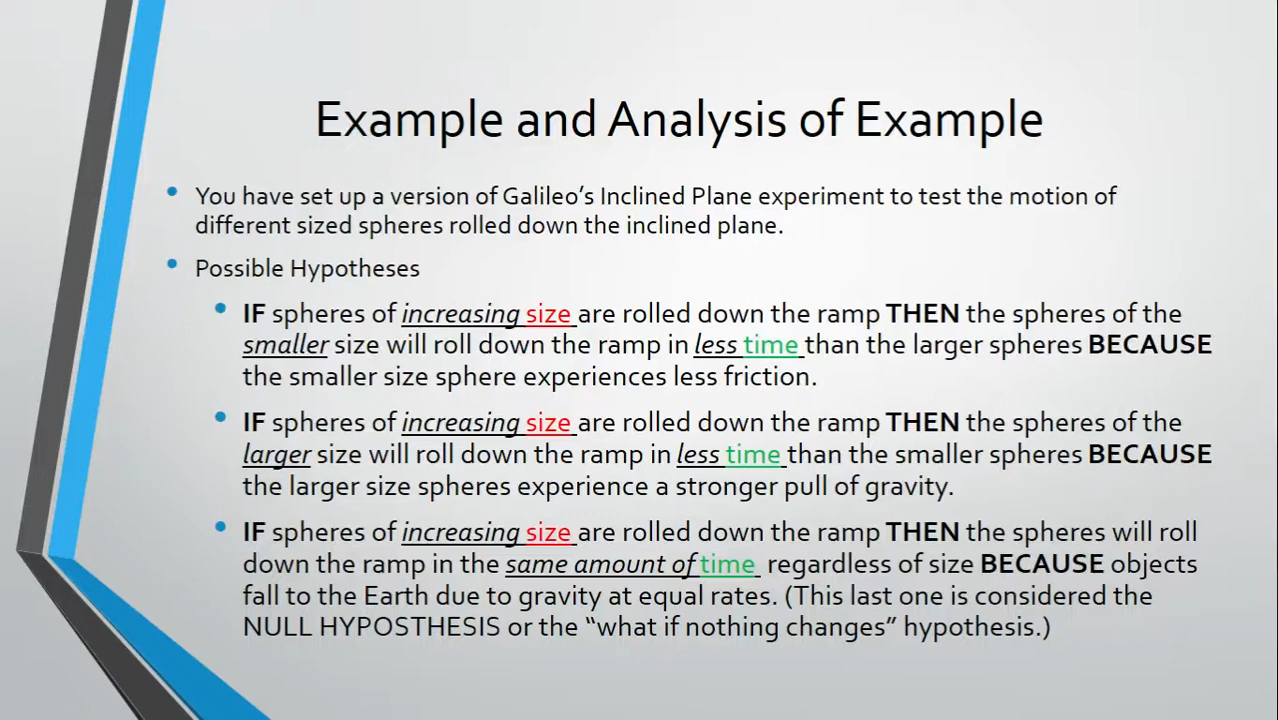 Example and Analysis of Example
• You have set up a version of Galileo’s Inclined Plane experiment to test the motion of
different sized spheres rolled down the inclined plane.
• Possible Hypotheses
• IF spheres of increasing size are rolled down the ramp THEN the spheres of the
smaller size will roll down the ramp in less time than the larger spheres BECAUSE
the smaller size sphere experiences less friction.
• IF spheres of increasing size are rolled down the ramp THEN the spheres of the
larger size will roll down the ramp in less time than the smaller spheres BECAUSE
the larger size spheres experience a stronger pull of gravity.
• IF spheres of increasing size are rolled down the ramp THEN the spheres will roll
down the ramp in the same amount of time regardless of size BECAUSE objects
fall to the Earth due to gravity at equal rates. (This last one is considered the
NULL HYPOSTHESIS or the “what if nothing changes” hypothesis.)